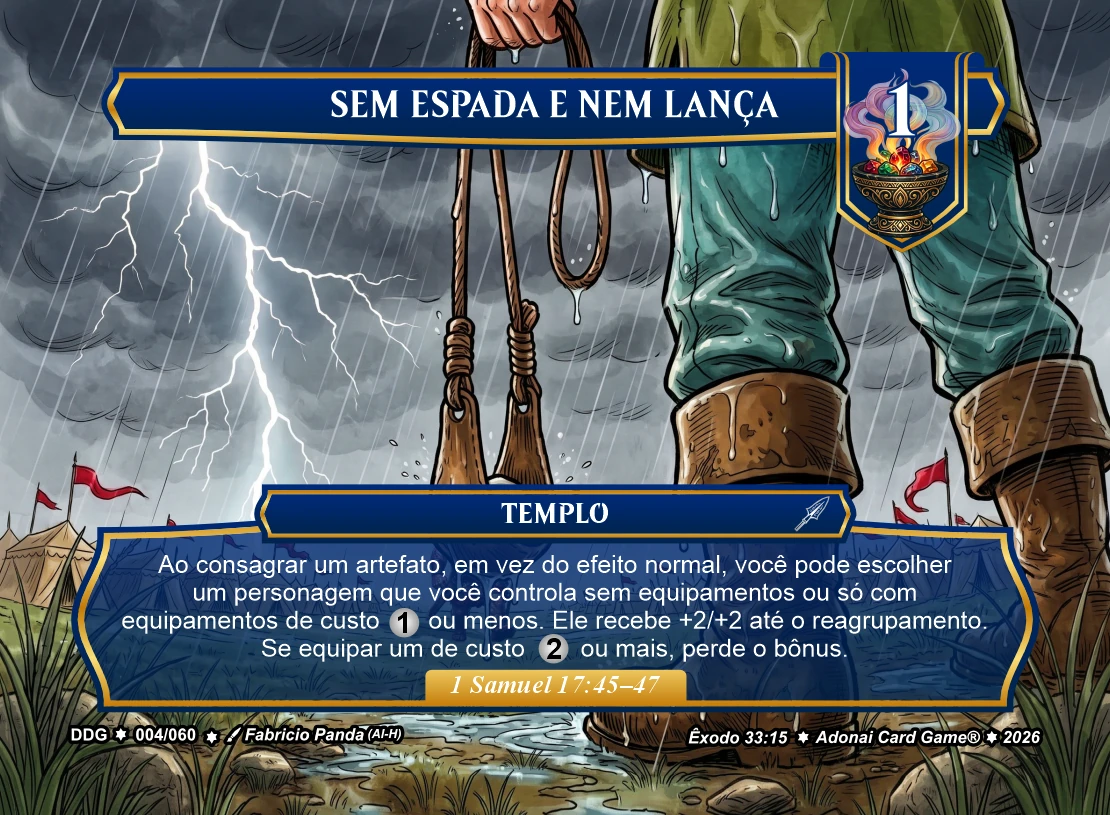 SEM ESPADA E NEM LANÇA
1
TEMPLO
Ao consagrar um artefato, em vez do efeito normal, você pode escolher
um personagem que você controla sem equipamentos ou só com
equipamentos de custo 1 ou menos. Ele recebe +2/+2 até o reagrupamento.
Se equipar um de custo 2 ou mais, perde o bônus.
1 Samuel 17:45–47
DDG ✶ 004/060 ✶ Fabrício Panda (AI-H)
Êxodo 33:15 ✶ Adonai Card Game® ✶ 2026